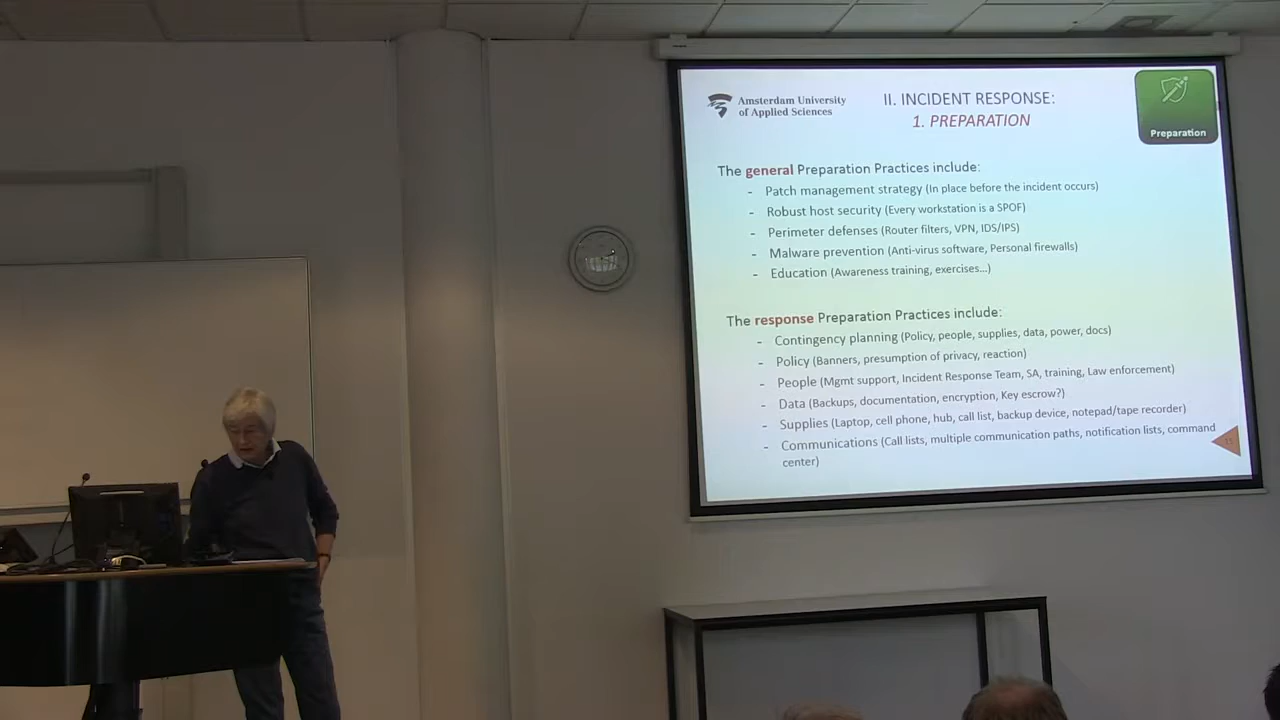 Amsterdam University
of Applied Sciences
II. INCIDENT RESPONSE:
1. PREPARATION
Preparation
The general Preparation Practices include:
- Patch management strategy (In place before the incident occurs)
- Robust host security (Every workstation is a SPOF)
- Perimeter defenses (Router filters, VPN, IDS/IPS)
- Malware prevention (Anti-virus software, Personal firewalls)
- Education (Awareness training, exercises...)
The response Preparation Practices include:
- Contingency planning (Policy, people, supplies, data, power, docs)
- Policy (Banners, presumption of privacy, reaction)
- People (Mgmt support, Incident Response Team, SA, training, Law enforcement)
- Data (Backups, documentation, encryption, Key escrow?)
- Supplies (Laptop, cell phone, hub, call list, backup device, notepad/tape recorder)
- Communications (Call lists, multiple communication paths, notification lists, command
center)